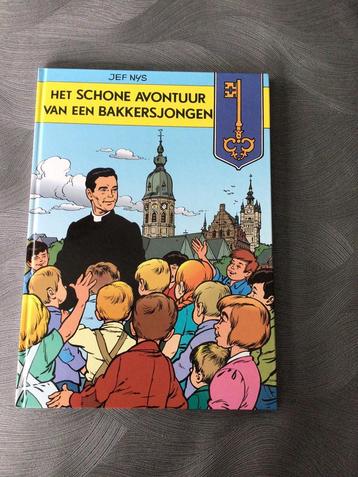 JEF NYS
HET SCHONE AVONTUUR
VAN EEN BAKKERSJONGEN